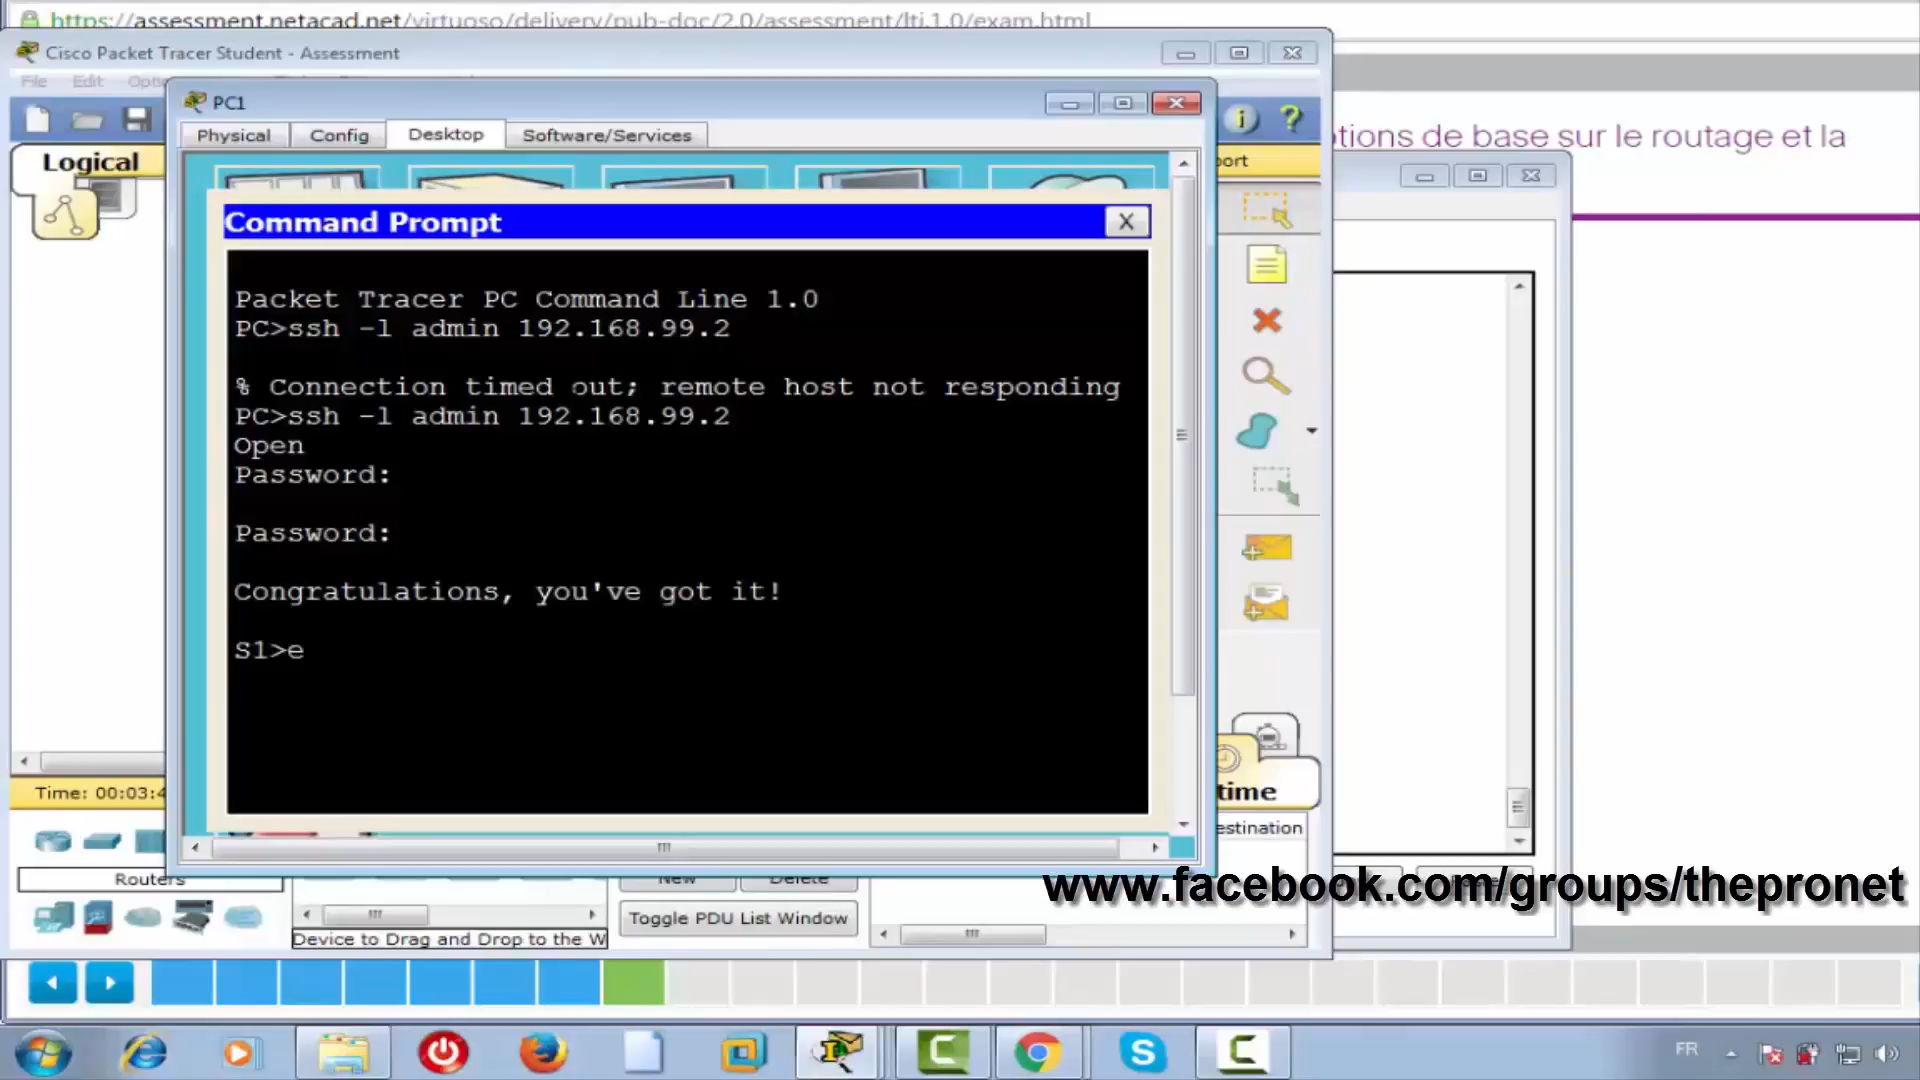 https://assessment.netacad.net/virtuoso/delivery/pub-doc/2.0/assessment/lti.1.0/exam.html
Cisco Packet Tracer Student - Assessment
File Edit
PC1
Physical Config Desktop Software/Services
tions de base sur le routage et la
Logical
port
Command Prompt
X
Packet Tracer PC Command Line 1.0
PC>ssh -l admin 192.168.99.2
% Connection timed out; remote host not responding
PC>ssh -l admin 192.168.99.2
Open
Password:
Password:
Congratulations, you've got it!
S1>e
Time: 00:03:4
time
estination
Routers
New Delete
www.facebook.com/groups/thepronet
Toggle PDU List Window
Device to Drag and Drop to the W
FR